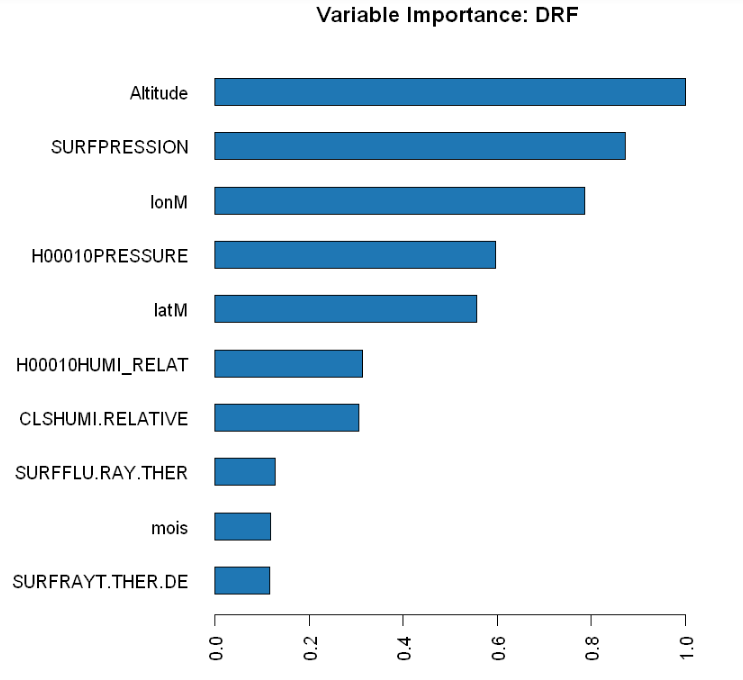 Variable Importance: DRF
Altitude
SURFPRESSION
lonM
H00010PRESSURE
latM
H00010HUMI_RELAT
CLSHUMI.RELATIVE
SURFFLU.RAY.THER
mois
SURFRAYT.THER.DE
0.0 0.2 0.4 0.6 0.8 1.0